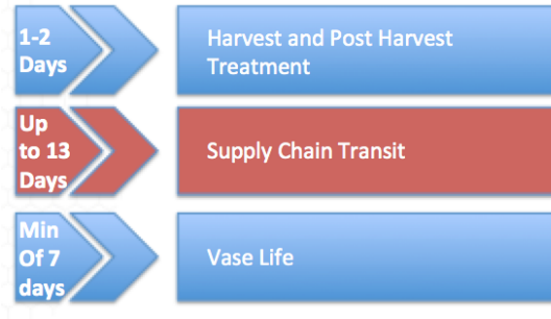 1-2
Days
Harvest and Post Harvest
Treatment
Up
to 13
Days
Supply Chain Transit
Min
Of 7
days
Vase Life